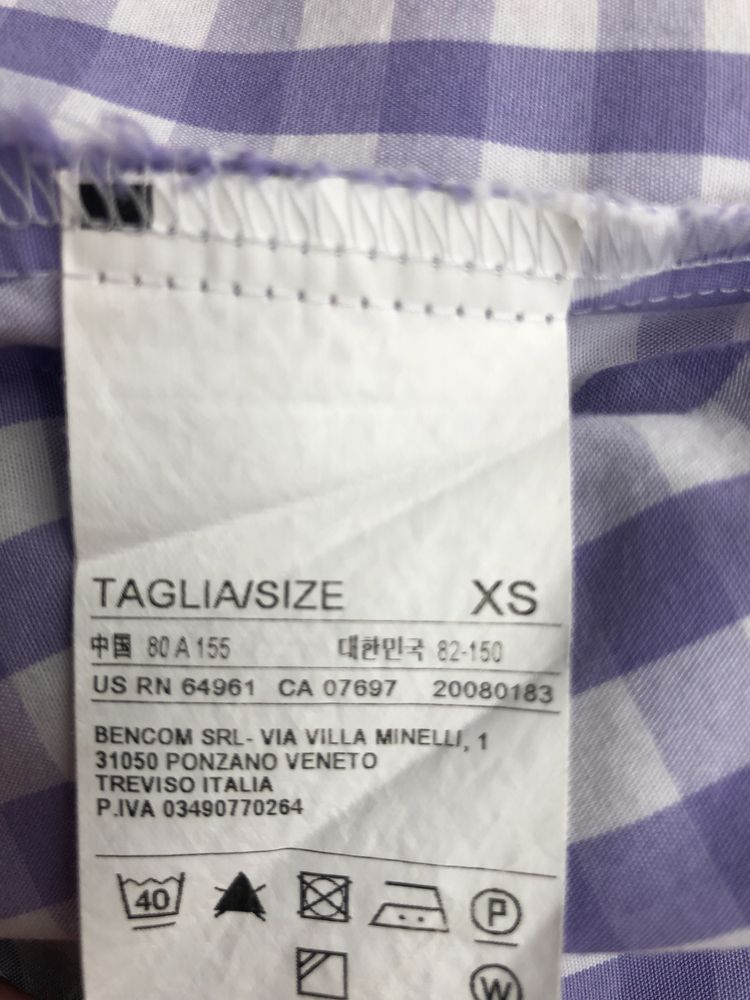 TAGLIA/SIZE XS
中国 80 A 155 대한민국 82-150
US RN 64961 CA 07697 20080183
BENCOM SRL- VIA VILLA MINELLI, 1
31050 PONZANO VENETO
TREVISO ITALIA
P.IVA 03490770264
40 P
W